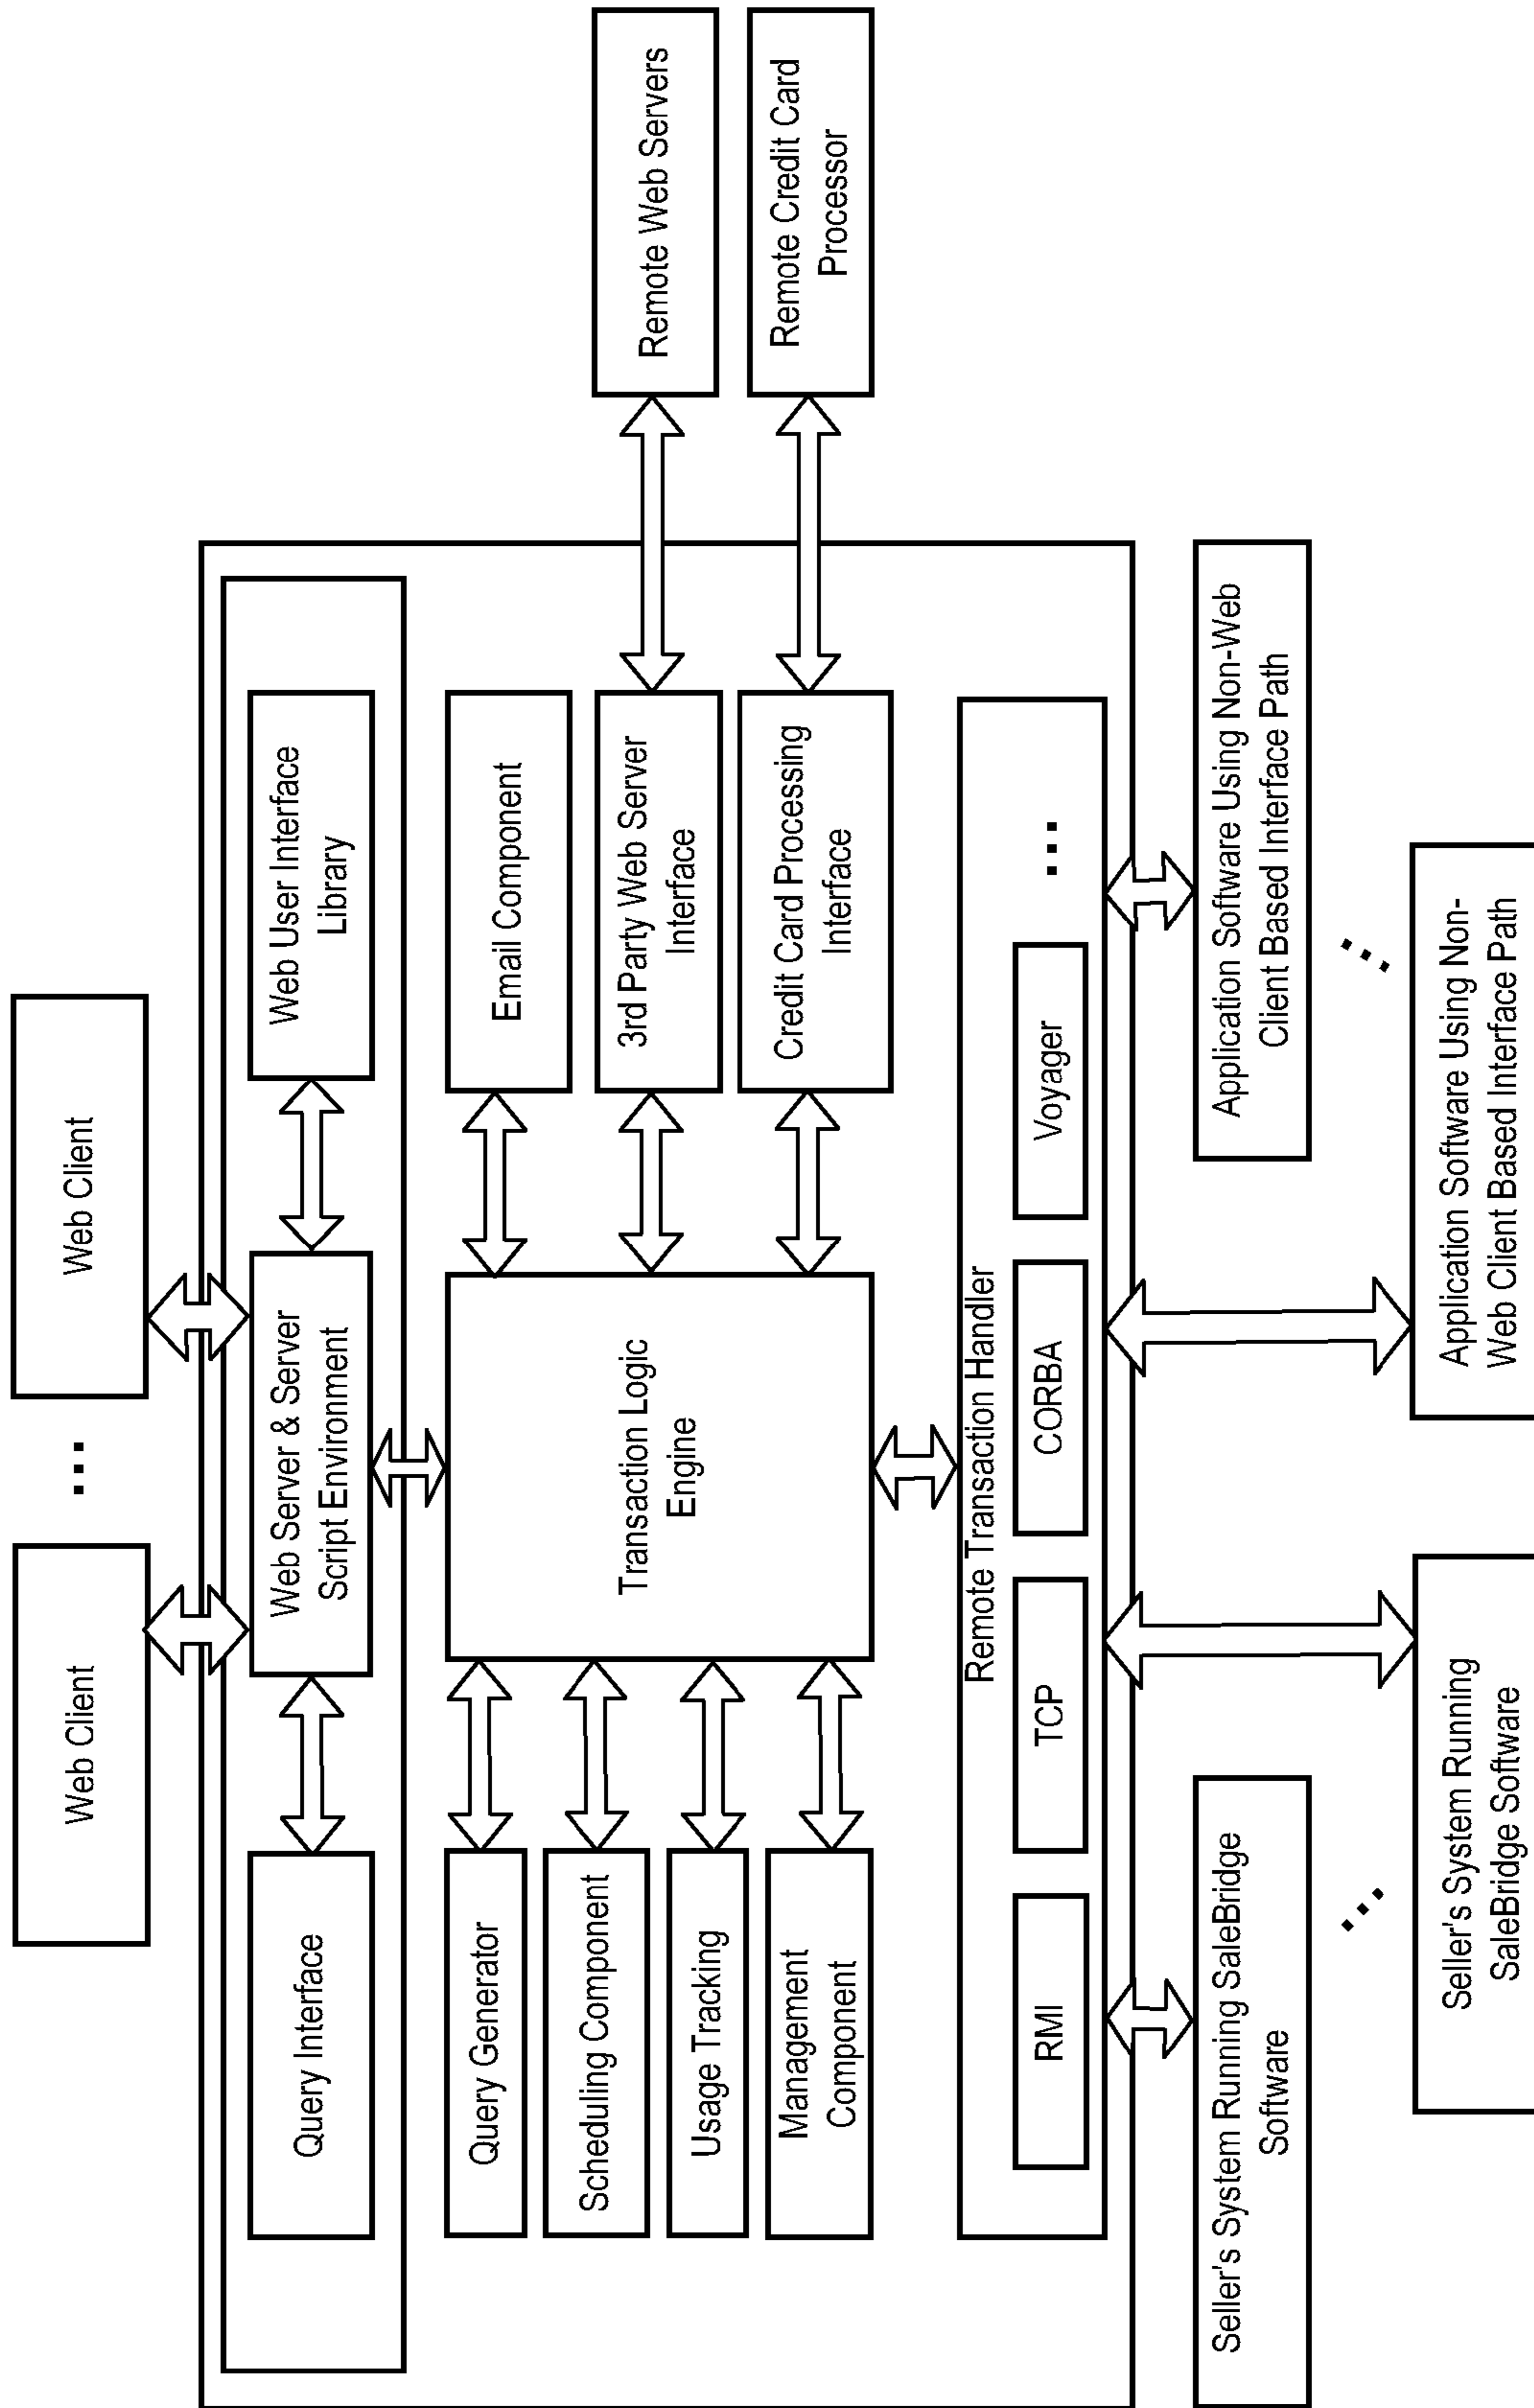 Web Client
...
Web Client
Query Interface
Web Server & Server
Script Environment
Web User Interface
Library
Query Generator
Scheduling Component
Usage Tracking
Management
Component
Transaction Logic
Engine
Email Component
3rd Party Web Server
Interface
Credit Card Processing
Interface
Remote Web Servers
Remote Credit Card
Processor
Remote Transaction Handler
RMI
TCP
CORBA
Voyager
...
Seller's System Running SaleBridge
Software
...
Seller's System Running
SaleBridge Software
Application Software Using Non-Web
Client Based Interface Path
...
Application Software Using Non-
Web Client Based Interface Path